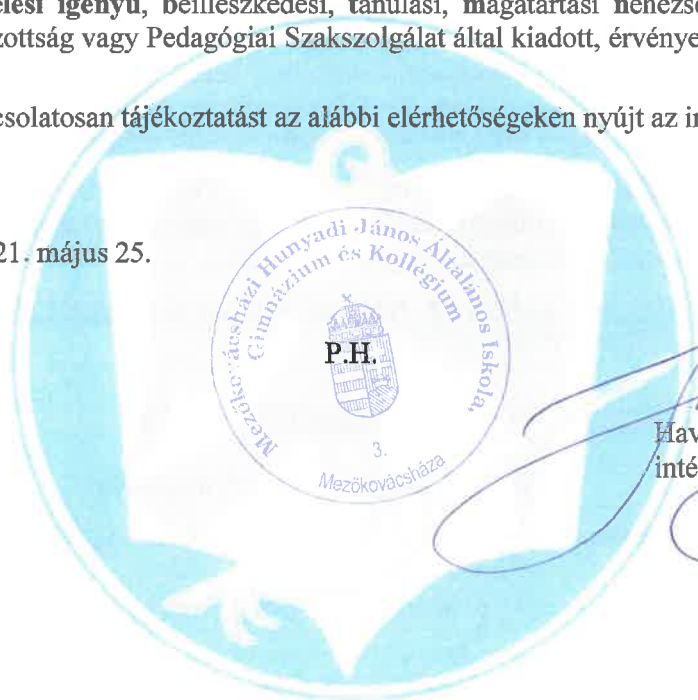 elési igényű, beilleszkedési, tanulási, magatartási nehézsé
zottság vagy Pedagógiai Szakszolgálat által kiadott, érvénye
csolatosan tájékoztatást az alábbi elérhetőségeken nyújt az in
21. május 25.
Mezőkovácsházi Hunyadi János Általános Iskola,
Gimnázium és Kollégium
P.H.
3.
Mezőkovácsháza
Hav
inté